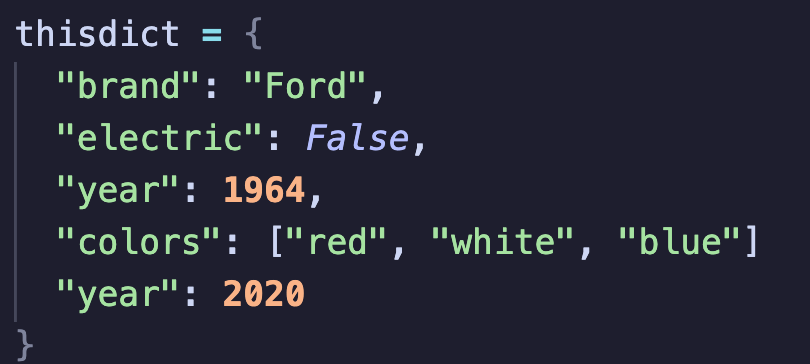 thisdict = {
"brand": "Ford",
"electric": False,
"year": 1964,
"colors": ["red", "white", "blue"]
"year": 2020
}